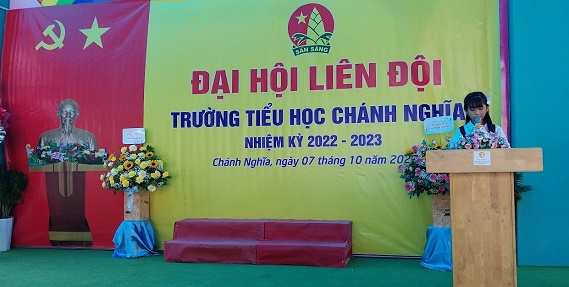 SẴN SÀNG
ĐẠI HỘI LIÊN ĐỘI
TRƯỜNG TIỂU HỌC CHÁNH NGHĨA
NHIỆM KỲ 2022 - 2023
Chánh Nghĩa, ngày 07 tháng 10 năm 202